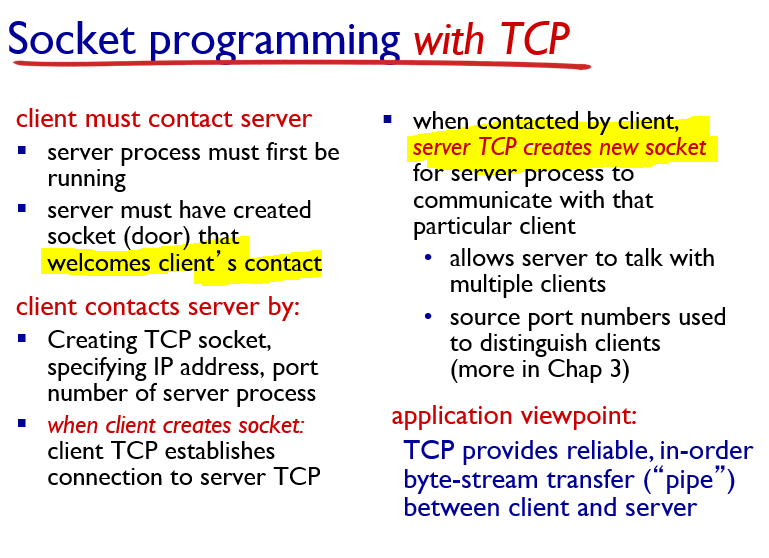 Socket programming with TCP
client must contact server
▪ server process must first be
running
▪ server must have created
socket (door) that
welcomes client’s contact
client contacts server by:
▪ Creating TCP socket,
specifying IP address, port
number of server process
▪ when client creates socket:
client TCP establishes
connection to server TCP
▪ when contacted by client,
server TCP creates new socket
for server process to
communicate with that
particular client
• allows server to talk with
multiple clients
• source port numbers used
to distinguish clients
(more in Chap 3)
application viewpoint:
TCP provides reliable, in-order
byte-stream transfer (“pipe”)
between client and server